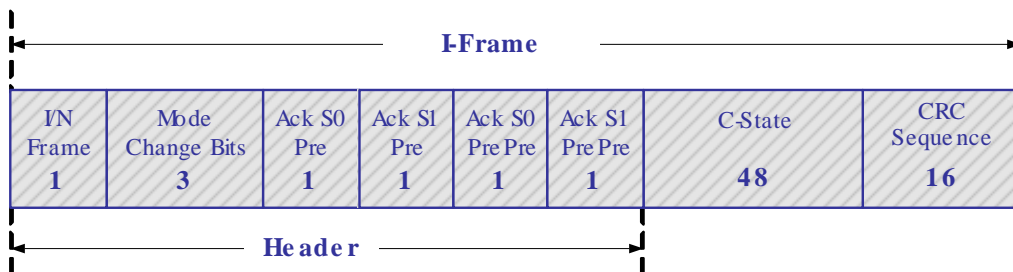 I-Frame
I/N Frame 1
Mode Change Bits 3
Ack S0 Pre 1
Ack S1 Pre 1
Ack S0 Pre Pre 1
Ack S1 Pre Pre 1
C-State 48
CRC Sequence 16
Header